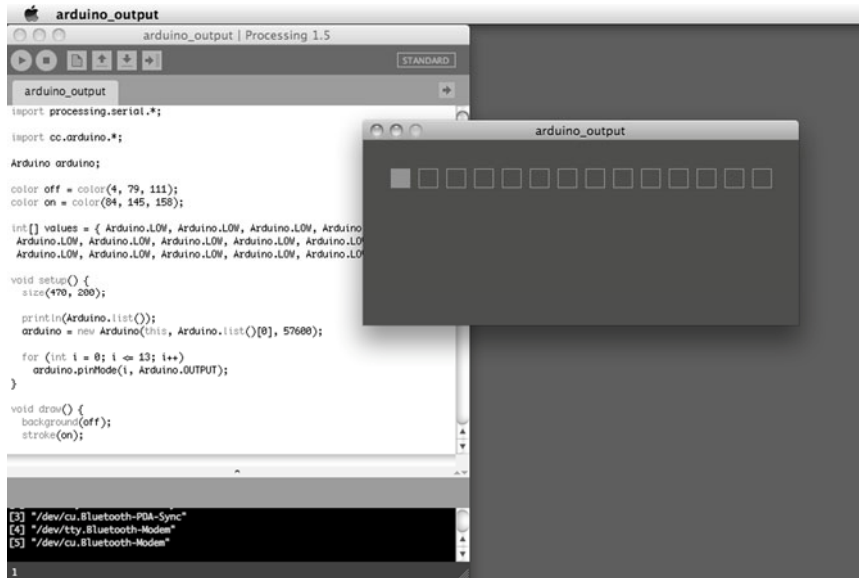 arduino_output
arduino_output | Processing 1.5
STANDARD
arduino_output
import processing.serial.*;
import cc.arduino.*;
Arduino arduino;
color off = color(4, 79, 111);
color on = color(84, 145, 158);
int[] values = { Arduino.LOW, Arduino.LOW, Arduino.LOW, Arduino
Arduino.LOW, Arduino.LOW, Arduino.LOW, Arduino.LOW, Arduino.LO
Arduino.LOW, Arduino.LOW, Arduino.LOW, Arduino.LOW, Arduino.LO
void setup() {
size(470, 200);
println(Arduino.list());
arduino = new Arduino(this, Arduino.list()[0], 57600);
for (int i = 0; i <= 13; i++)
arduino.pinMode(i, Arduino.OUTPUT);
}
void draw() {
background(off);
stroke(on);
[3] "/dev/cu.Bluetooth-PDA-Sync"
[4] "/dev/tty.Bluetooth-Modem"
[5] "/dev/cu.Bluetooth-Modem"
1
arduino_output